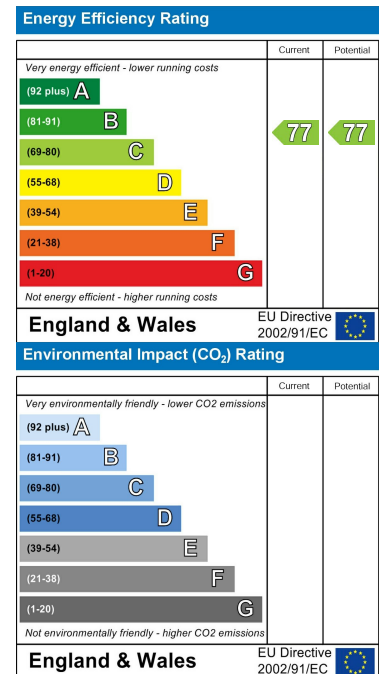 Energy Efficiency Rating
Current Potential
Very energy efficient - lower running costs
(92 plus) A
(81-91) B
(69-80) C
(55-68) D
(39-54) E
(21-38) F
(1-20) G
77 77
Not energy efficient - higher running costs
England & Wales
EU Directive
2002/91/EC
Environmental Impact (CO₂) Rating
Current Potential
Very environmentally friendly - lower CO2 emissions
(92 plus) A
(81-91) B
(69-80) C
(55-68) D
(39-54) E
(21-38) F
(1-20) G
Not environmentally friendly - higher CO2 emissions
England & Wales
EU Directive
2002/91/EC